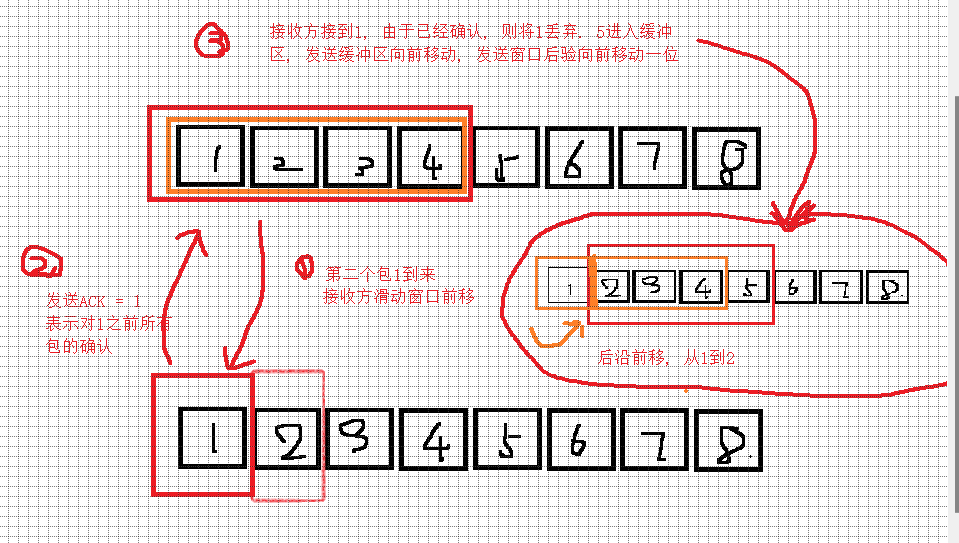 ③ 接收方接到1, 由于已经确认, 则将1丢弃. 5进入缓冲
区, 发送缓冲区向前移动, 发送窗口后验向前移动一位
1 2 3 4 5 6 7 8
② ① 第二个包1到来
接收方滑动窗口前移
发送ACK = 1
表示对1之前所有
包的确认
1 2 3 4 5 6 7 8.
后沿前移, 从1到2
1 2 3 4 5 6 7 8.